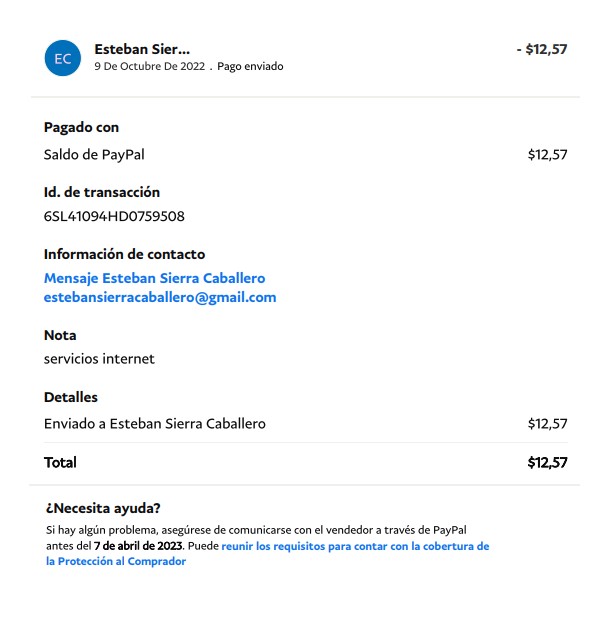 EC
Esteban Sier...
- $12,57
9 De Octubre De 2022 . Pago enviado
Pagado con
Saldo de PayPal $12,57
Id. de transacción
6SL41094HD0759508
Información de contacto
Mensaje Esteban Sierra Caballero
estebansierracaballero@gmail.com
Nota
servicios internet
Detalles
Enviado a Esteban Sierra Caballero $12,57
Total $12,57
¿Necesita ayuda?
Si hay algún problema, asegúrese de comunicarse con el vendedor a través de PayPal
antes del 7 de abril de 2023. Puede reunir los requisitos para contar con la cobertura de
la Protección al Comprador